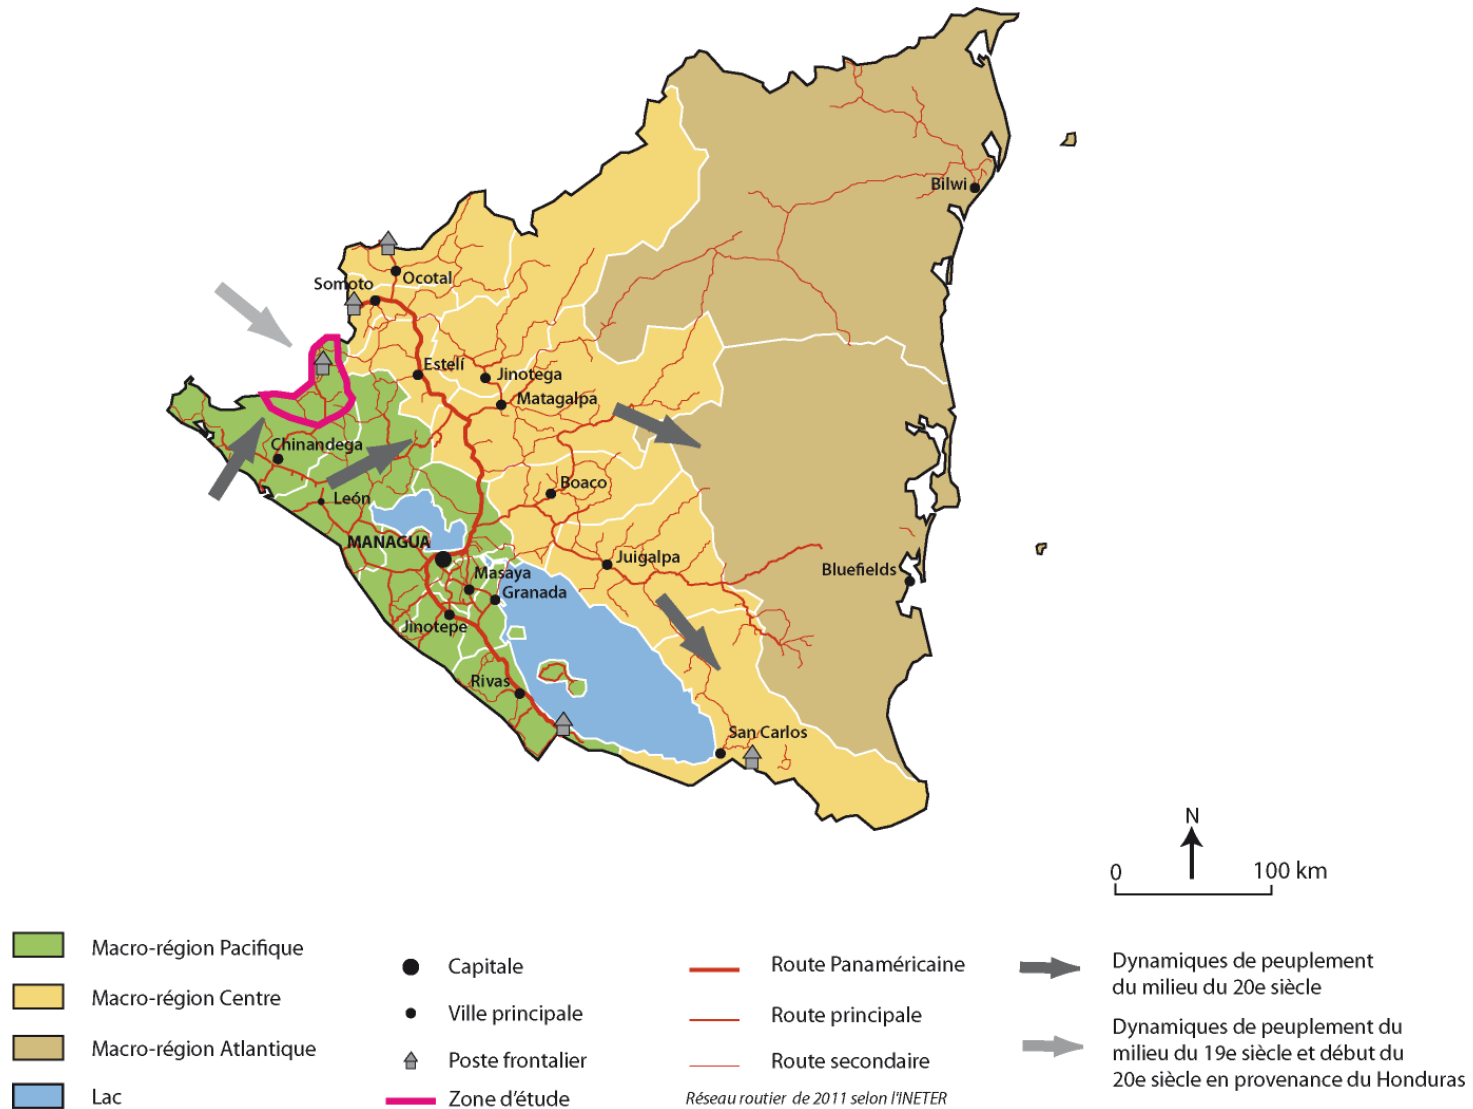 Bilwi
Ocotal
Somoto
Estelí
Jinotega
Matagalpa
Chinandega
Boaco
León
MANAGUA
Juigalpa
Masaya
Bluefields
Granada
Jinotepe
Rivas
San Carlos
N
0 100 km
Macro-région Pacifique
Macro-région Centre
Macro-région Atlantique
Lac
Capitale
Ville principale
Poste frontalier
Zone d'étude
Route Panaméricaine
Route principale
Route secondaire
Réseau routier de 2011 selon l'INETER
Dynamiques de peuplement
du milieu du 20e siècle
Dynamiques de peuplement du
milieu du 19e siècle et début du
20e siècle en provenance du Honduras